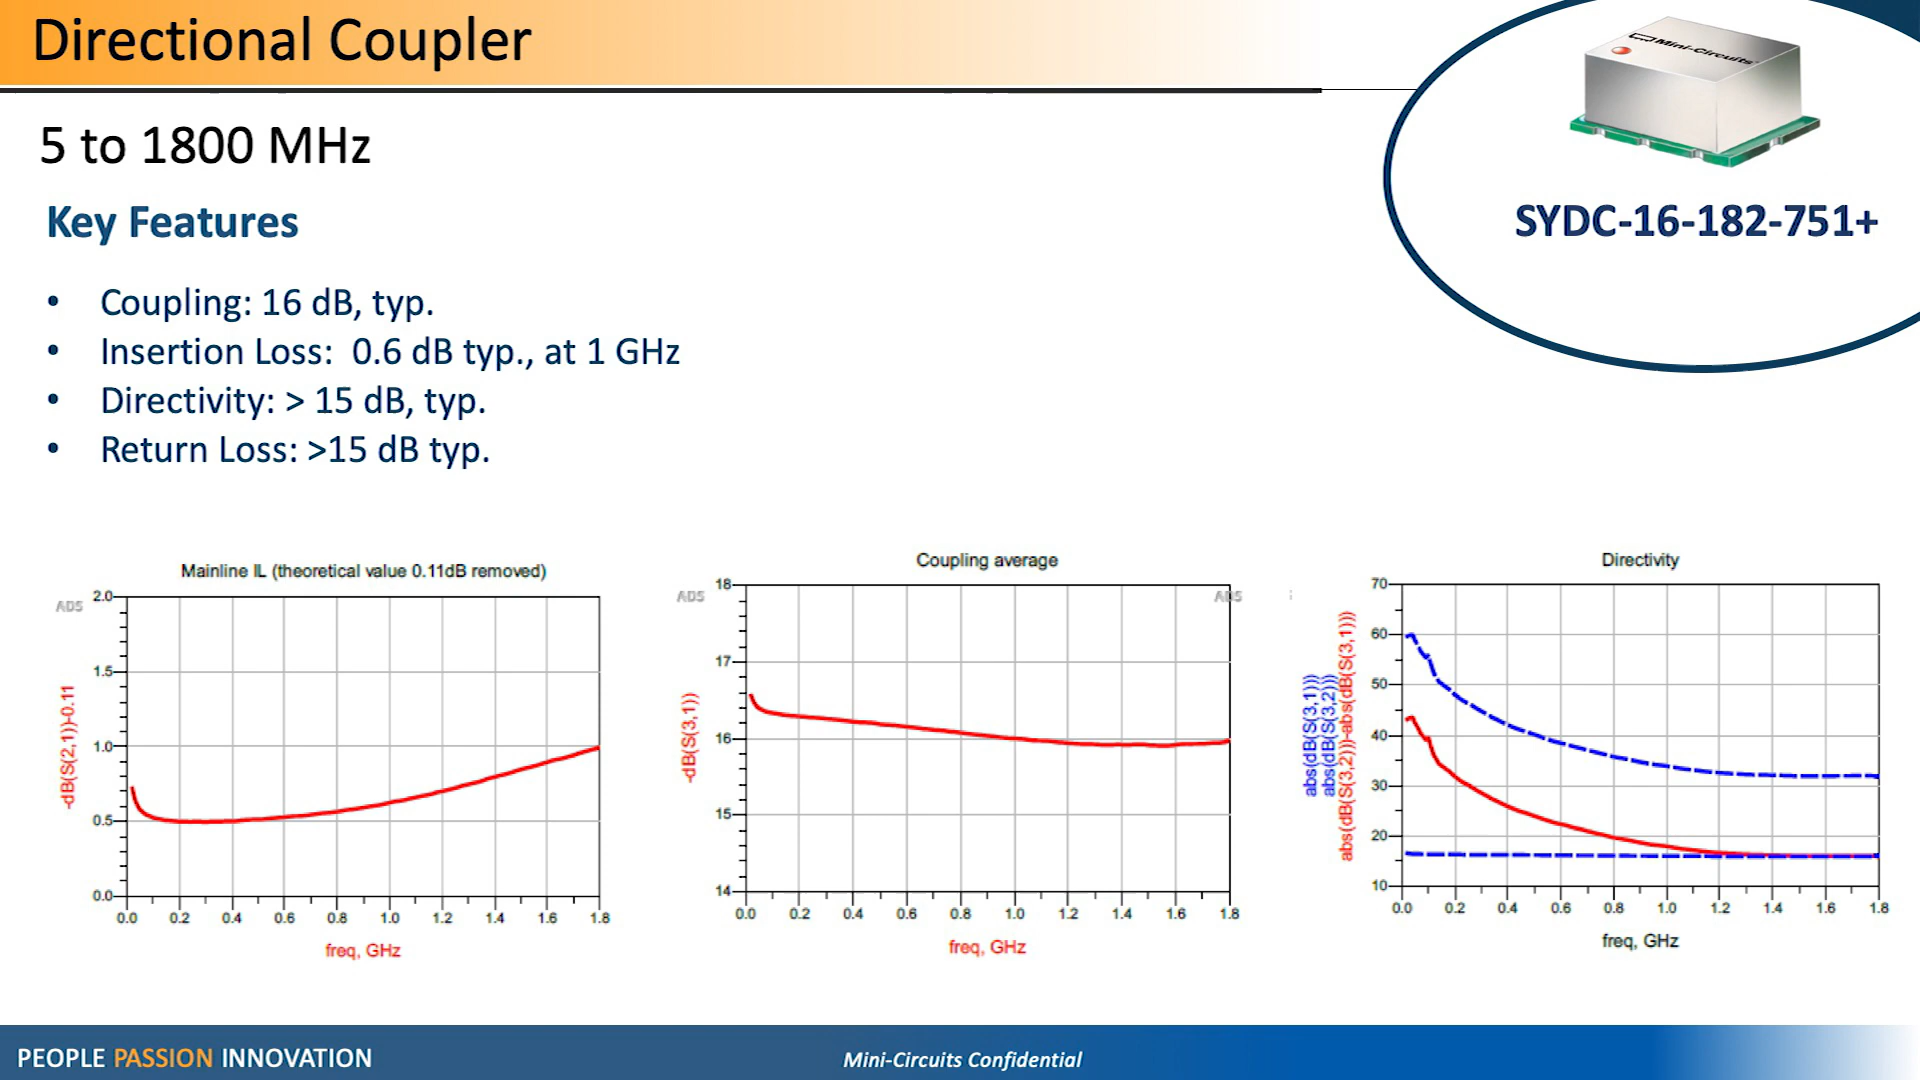 Directional Coupler
Mini-Circuits
5 to 1800 MHz
SYDC-16-182-751+
Key Features
• Coupling: 16 dB, typ.
• Insertion Loss: 0.6 dB typ., at 1 GHz
• Directivity: > 15 dB, typ.
• Return Loss: >15 dB typ.
Mainline IL (theoretical value 0.11dB removed)
ADS
2.0
1.5
1.0
0.5
0.0
-dB(S(2,1))-0.11
0.0 0.2 0.4 0.6 0.8 1.0 1.2 1.4 1.6 1.8
freq, GHz
Coupling average
ADS
ADS
18
17
16
15
14
-dB(S(3,1))
0.0 0.2 0.4 0.6 0.8 1.0 1.2 1.4 1.6 1.8
freq, GHz
Directivity
70
60
50
40
30
20
10
abs(dB(S(3,1)))
abs(dB(S(3,2)))
abs(dB(S(3,2)))-abs(dB(S(3,1)))
0.0 0.2 0.4 0.6 0.8 1.0 1.2 1.4 1.6 1.8
freq, GHz
PEOPLE PASSION INNOVATION
Mini-Circuits Confidential